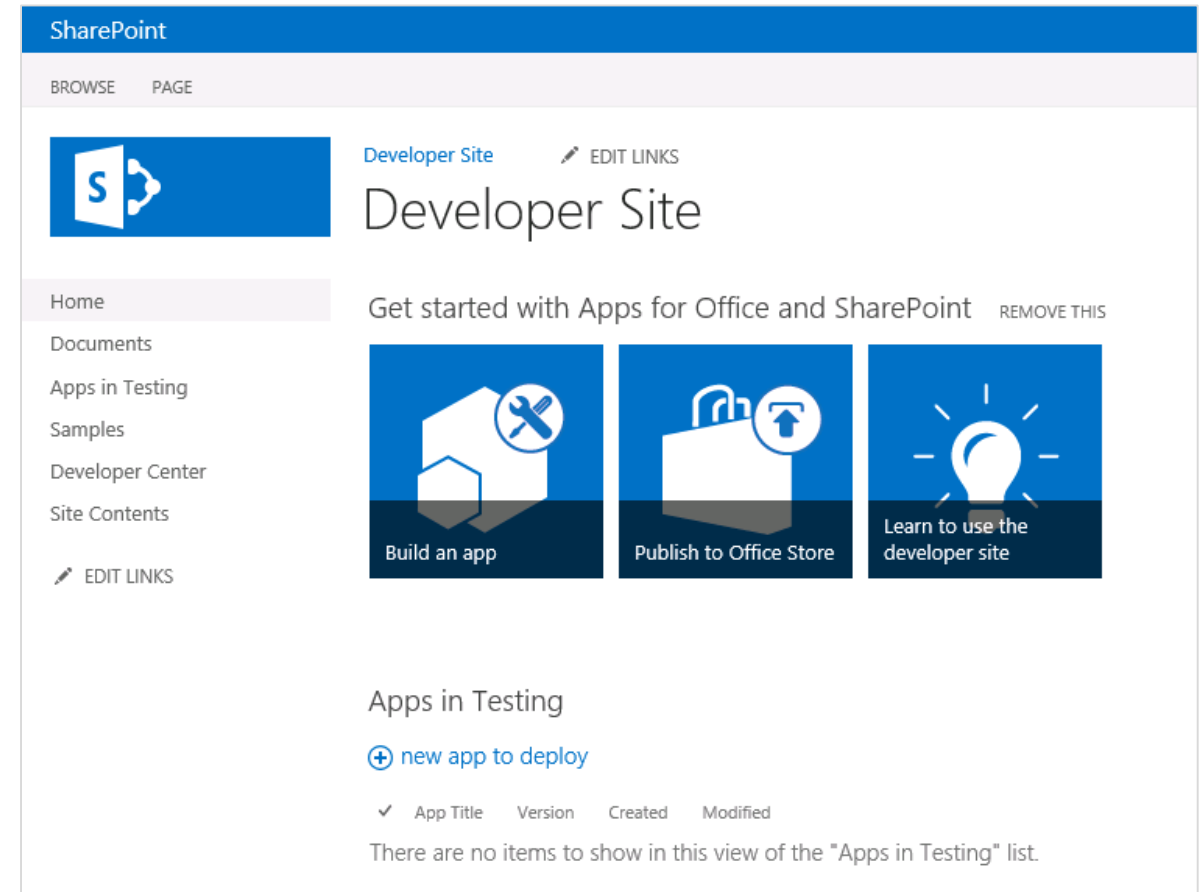 SharePoint
BROWSE PAGE
S
Developer Site EDIT LINKS
Developer Site
Home
Documents
Apps in Testing
Samples
Developer Center
Site Contents
EDIT LINKS
Get started with Apps for Office and SharePoint REMOVE THIS
Build an app
Publish to Office Store
Learn to use the
developer site
Apps in Testing
new app to deploy
App Title Version Created Modified
There are no items to show in this view of the "Apps in Testing" list.